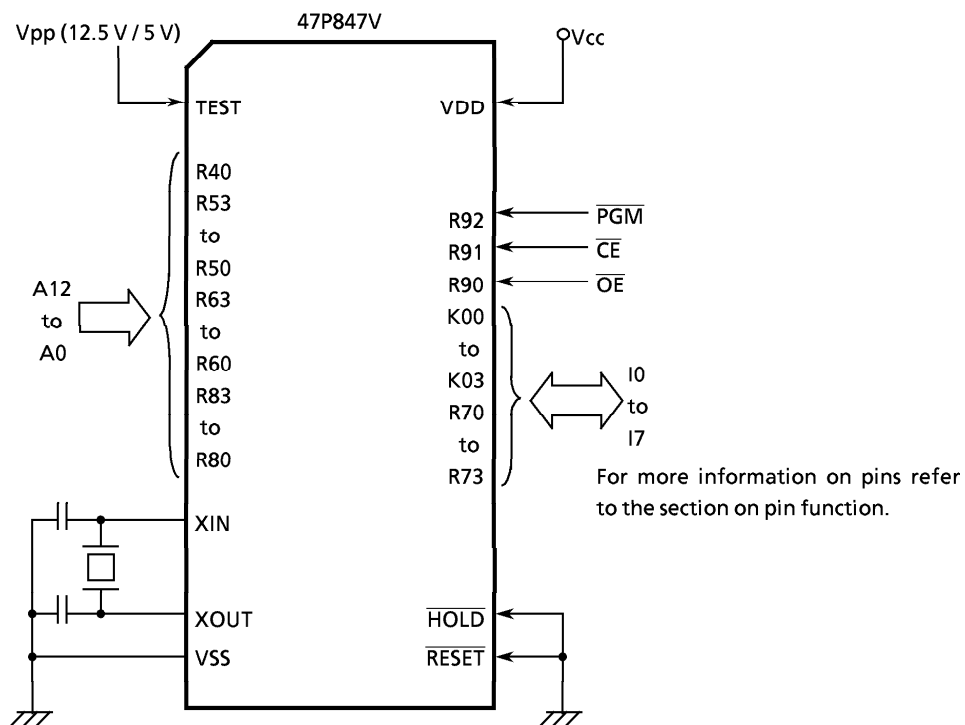 47P847V
Vpp (12.5 V / 5 V)
Vcc
TEST
VDD
R40
R53
to
R50
R63
to
R60
R83
to
R80
A12
to
A0
R92
R91
R90
PGM
CE
OE
K00
to
K03
R70
to
R73
I0
to
I7
For more information on pins refer
to the section on pin function.
XIN
XOUT
VSS
HOLD
RESET